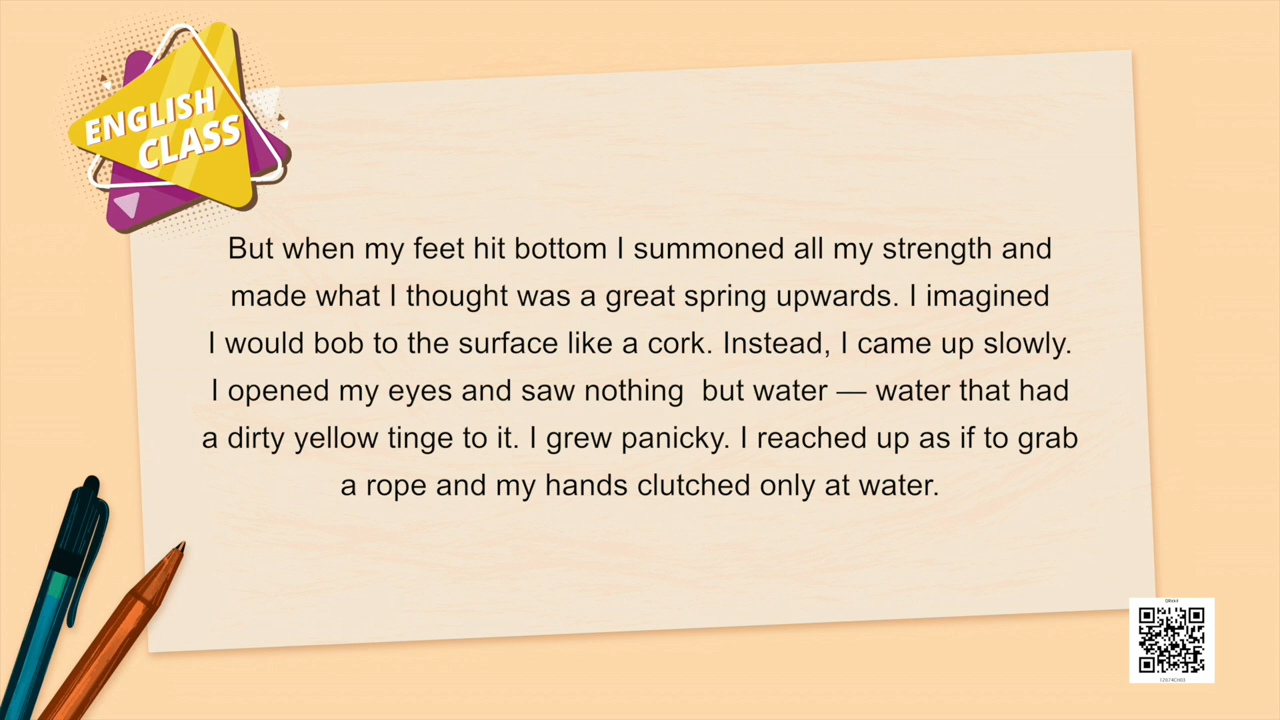 ENGLISH
CLASS
But when my feet hit bottom I summoned all my strength and
made what I thought was a great spring upwards. I imagined
I would bob to the surface like a cork. Instead, I came up slowly.
I opened my eyes and saw nothing  but water — water that had
a dirty yellow tinge to it. I grew panicky. I reached up as if to grab
a rope and my hands clutched only at water.